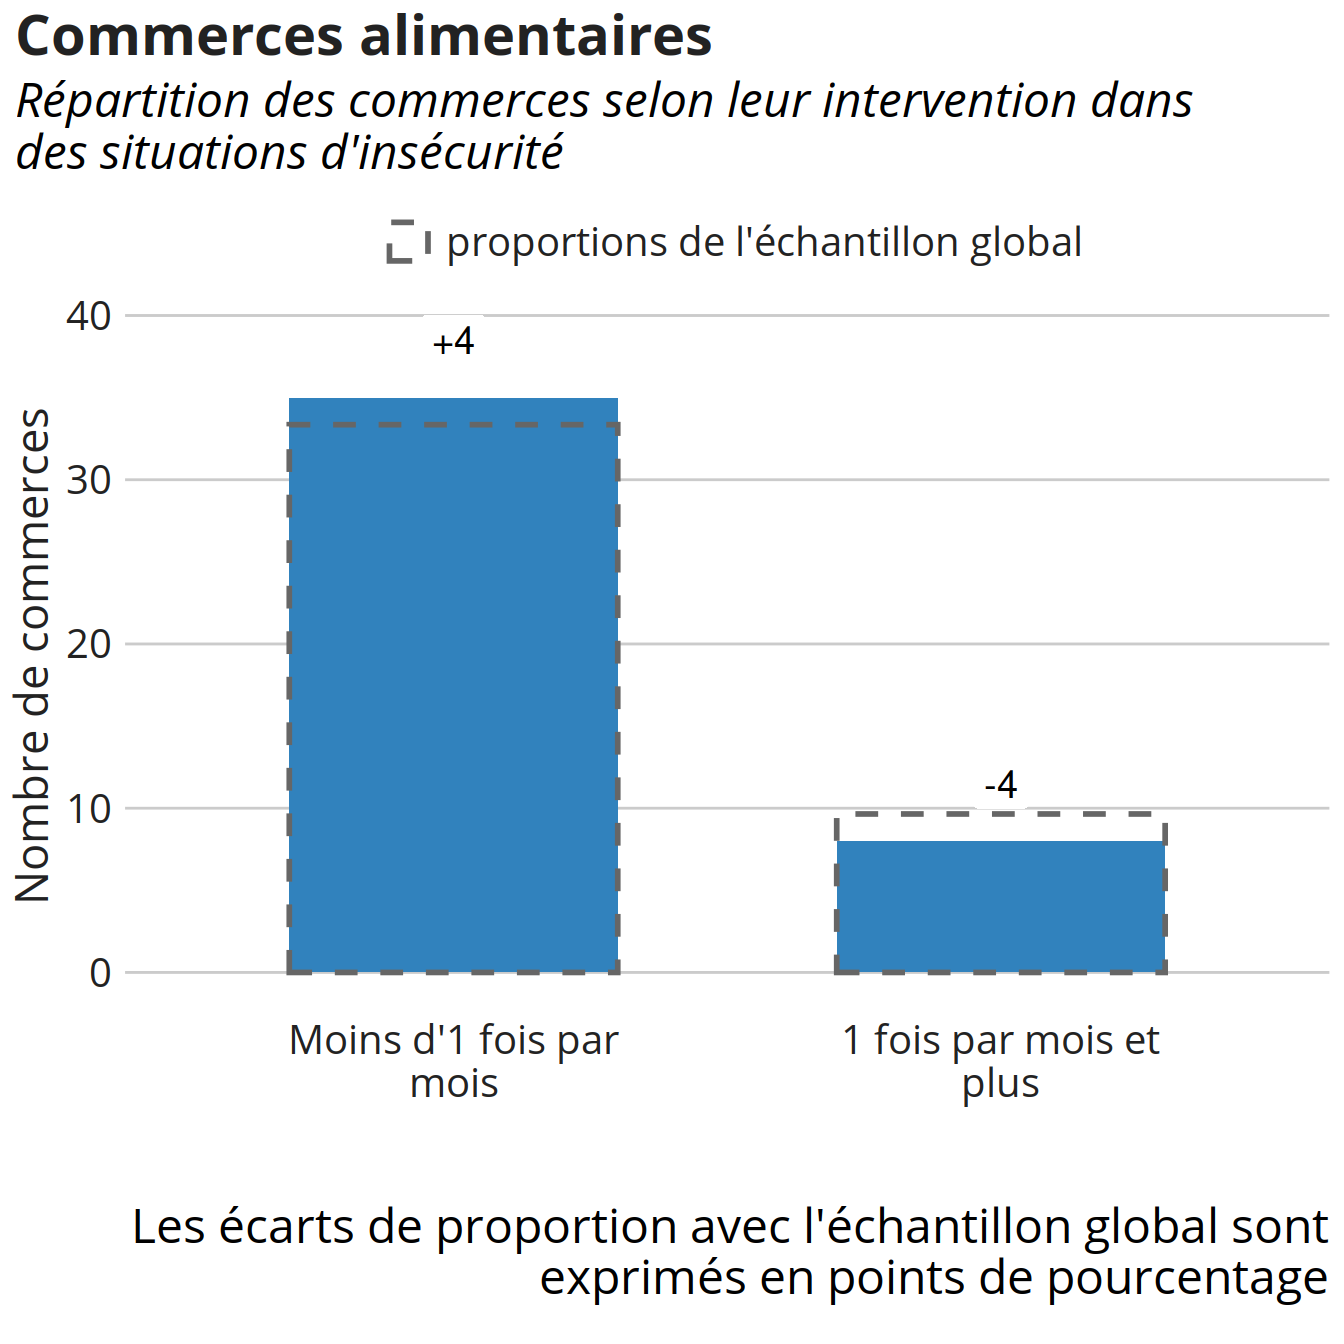 Commerces alimentaires
Répartition des commerces selon leur intervention dans
des situations d'insécurité
proportions de l'échantillon global
Nombre de commerces
40
30
20
10
0
+4
-4
Moins d'1 fois par
mois
1 fois par mois et
plus
Les écarts de proportion avec l'échantillon global sont
exprimés en points de pourcentage